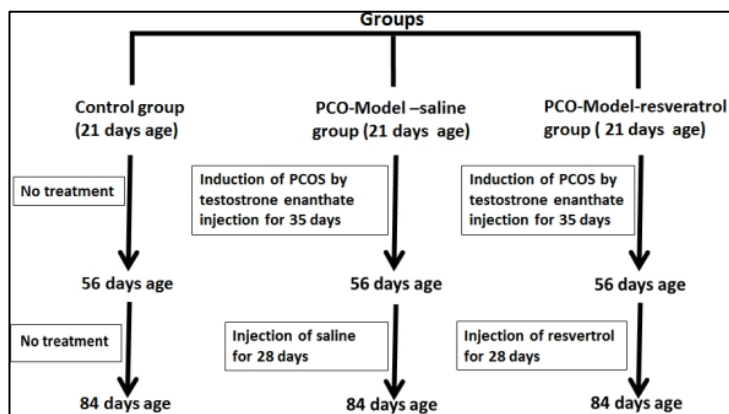 Groups
Control group
(21 days age)
PCO-Model –saline
group (21 days age)
PCO-Model-resveratrol
group ( 21 days age)
No treatment
Induction of PCOS by
testostrone enanthate
injection for 35 days
Induction of PCOS by
testostrone enanthate
injection for 35 days
56 days age
56 days age
56 days age
No treatment
Injection of saline
for 28 days
Injection of resvertrol
for 28 days
84 days age
84 days age
84 days age